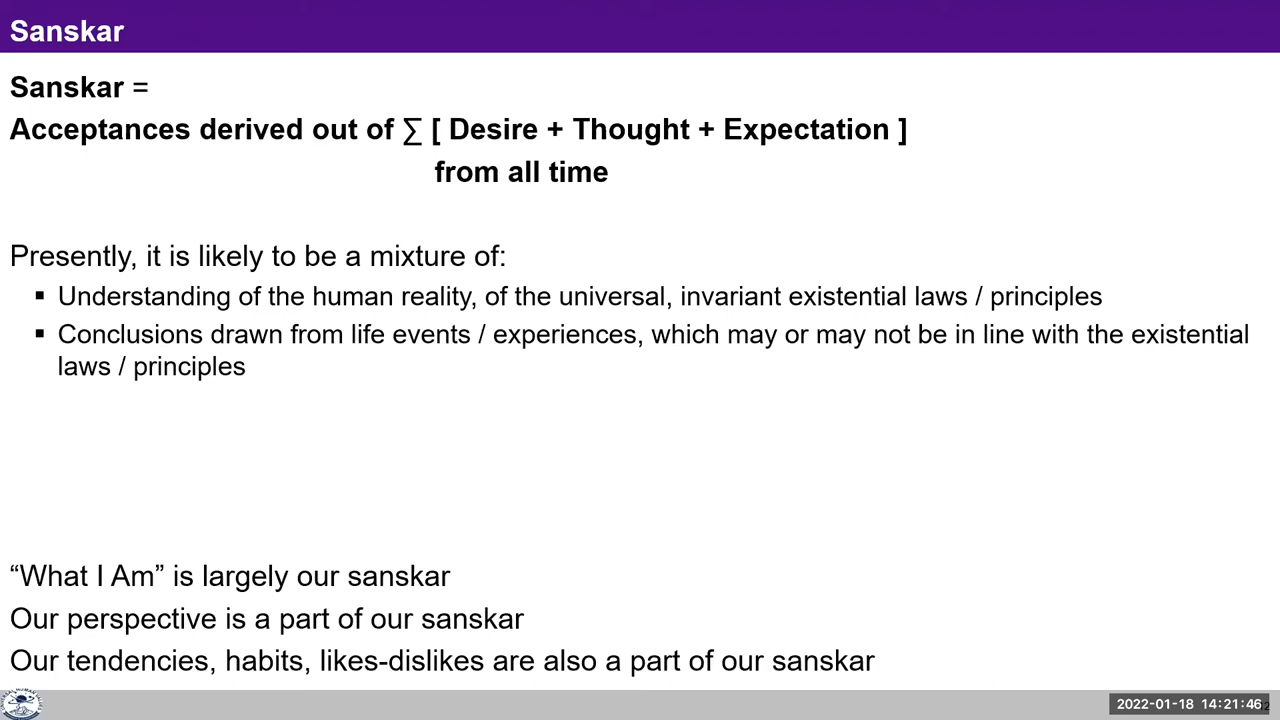 Sanskar
Sanskar =
Acceptances derived out of ∑ [ Desire + Thought + Expectation ]
from all time
Presently, it is likely to be a mixture of:
▪ Understanding of the human reality, of the universal, invariant existential laws / principles
▪ Conclusions drawn from life events / experiences, which may or may not be in line with the existential
laws / principles
“What I Am” is largely our sanskar
Our perspective is a part of our sanskar
Our tendencies, habits, likes-dislikes are also a part of our sanskar
2022-01-18 14:21:46